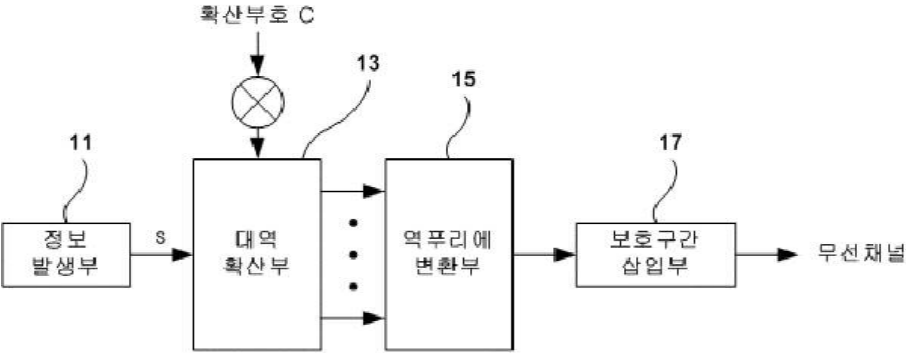 확산부호 C
13
15
11
17
정보
발생부
S
대역
확산부
역푸리에
변환부
보호구간
삽입부
무선채널